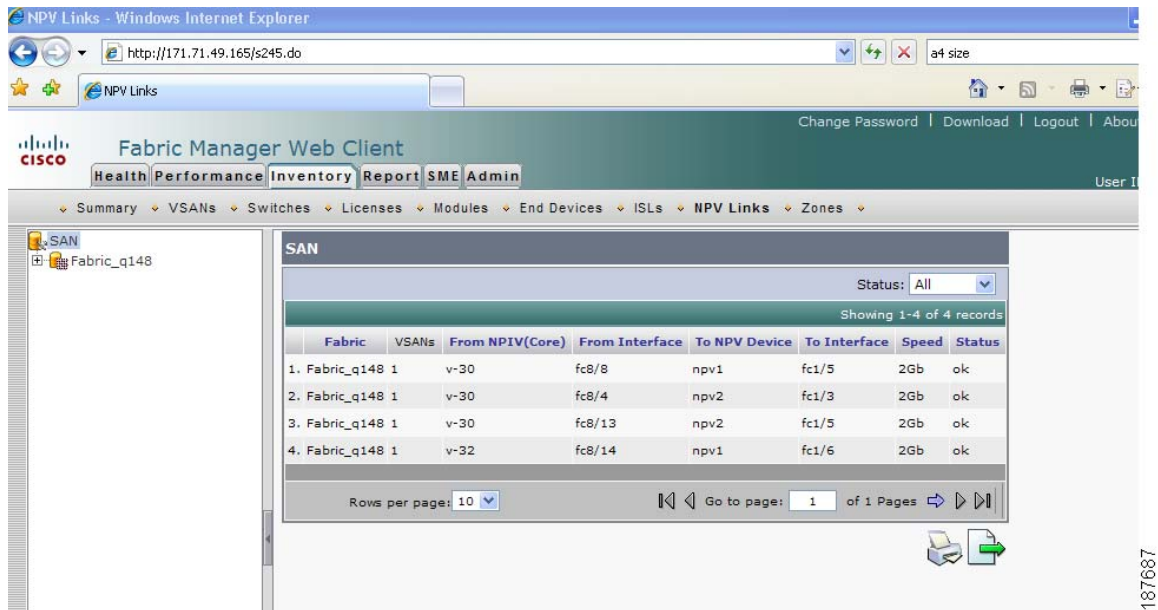 NPV Links - Windows Internet Explorer
http://171.71.49.165/s245.do
a4 size
NPV Links
Change Password | Download | Logout | Abou
CISCO
Fabric Manager Web Client
Health Performance Inventory Report SME Admin
User I
Summary VSANs Switches Licenses Modules End Devices ISLs NPV Links Zones
SAN
Fabric_q148
SAN
Status: All
Showing 1-4 of 4 records
Fabric VSANs From NPIV(Core) From Interface To NPV Device To Interface Speed Status
1. Fabric_q148 1 v-30 fc8/8 npv1 fc1/5 2Gb ok
2. Fabric_q148 1 v-30 fc8/4 npv2 fc1/3 2Gb ok
3. Fabric_q148 1 v-30 fc8/13 npv2 fc1/5 2Gb ok
4. Fabric_q148 1 v-32 fc8/14 npv1 fc1/6 2Gb ok
Rows per page: 10
Go to page: 1 of 1 Pages
187687